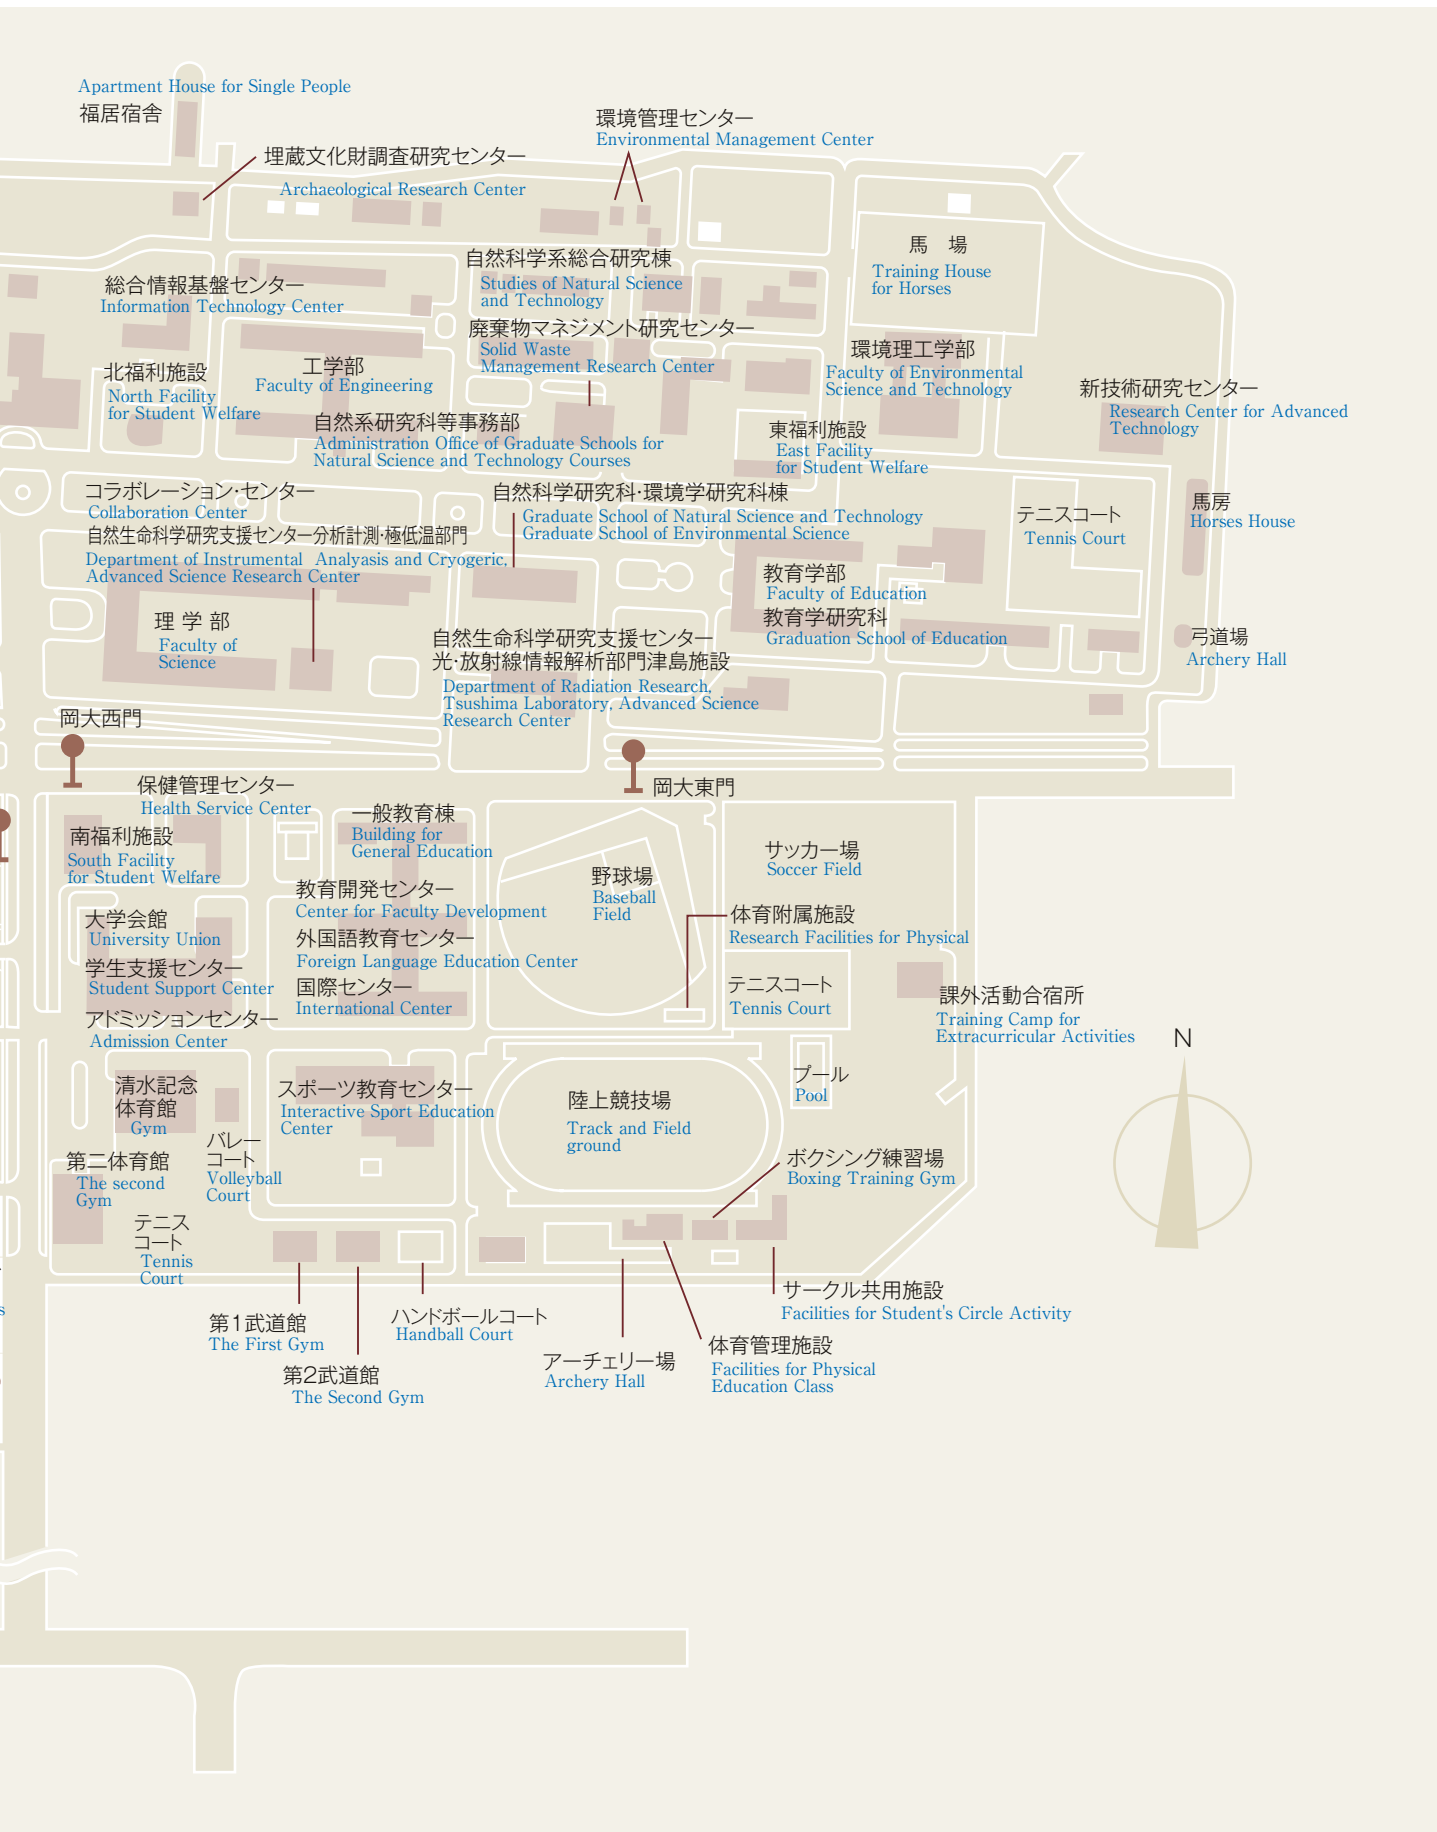 Apartment House for Single People
福居宿舎
環境管理センター
Environmental Management Center
埋蔵文化財調査研究センター
Archaeological Research Center
馬　場
Training House
for Horses
自然科学系総合研究棟
Studies of Natural Science
and Technology
総合情報基盤センター
Information Technology Center
廃棄物マネジメント研究センター
Solid Waste
Management Research Center
環境理工学部
Faculty of Environmental
Science and Technology
工学部
Faculty of Engineering
北福利施設
North Facility
for Student Welfare
新技術研究センター
Research Center for Advanced
Technology
自然系研究科等事務部
Administration Office of Graduate Schools for
Natural Science and Technology Courses
東福利施設
East Facility
for Student Welfare
コラボレーション・センター
Collaboration Center
自然科学研究科・環境学研究科棟
Graduate School of Natural Science and Technology
Graduate School of Environmental Science
テニスコート
Tennis Court
馬房
Horses House
自然生命科学研究支援センター分析計測・極低温部門
Department of Instrumental Analyasis and Cryogeric,
Advanced Science Research Center
教育学部
Faculty of Education
教育学研究科
Graduation School of Education
理 学 部
Faculty of
Science
自然生命科学研究支援センター
光・放射線情報解析部門津島施設
Department of Radiation Research,
Tsushima Laboratory, Advanced Science
Research Center
弓道場
Archery Hall
岡大西門
岡大東門
保健管理センター
Health Service Center
一般教育棟
Building for
General Education
南福利施設
South Facility
for Student Welfare
サッカー場
Soccer Field
野球場
Baseball
Field
教育開発センター
Center for Faculty Development
体育附属施設
Research Facilities for Physical
大学会館
University Union
外国語教育センター
Foreign Language Education Center
学生支援センター
Student Support Center
国際センター
International Center
テニスコート
Tennis Court
課外活動合宿所
Training Camp for
Extracurricular Activities
アドミッションセンター
Admission Center
N
清水記念
体育館
Gym
スポーツ教育センター
Interactive Sport Education
Center
陸上競技場
Track and Field
ground
プール
Pool
バレー
コート
Volleyball
Court
第二体育館
The second
Gym
ボクシング練習場
Boxing Training Gym
テニス
コート
Tennis
Court
サークル共用施設
Facilities for Student's Circle Activity
第1武道館
The First Gym
ハンドボールコート
Handball Court
体育管理施設
Facilities for Physical
Education Class
アーチェリー場
Archery Hall
第2武道館
The Second Gym